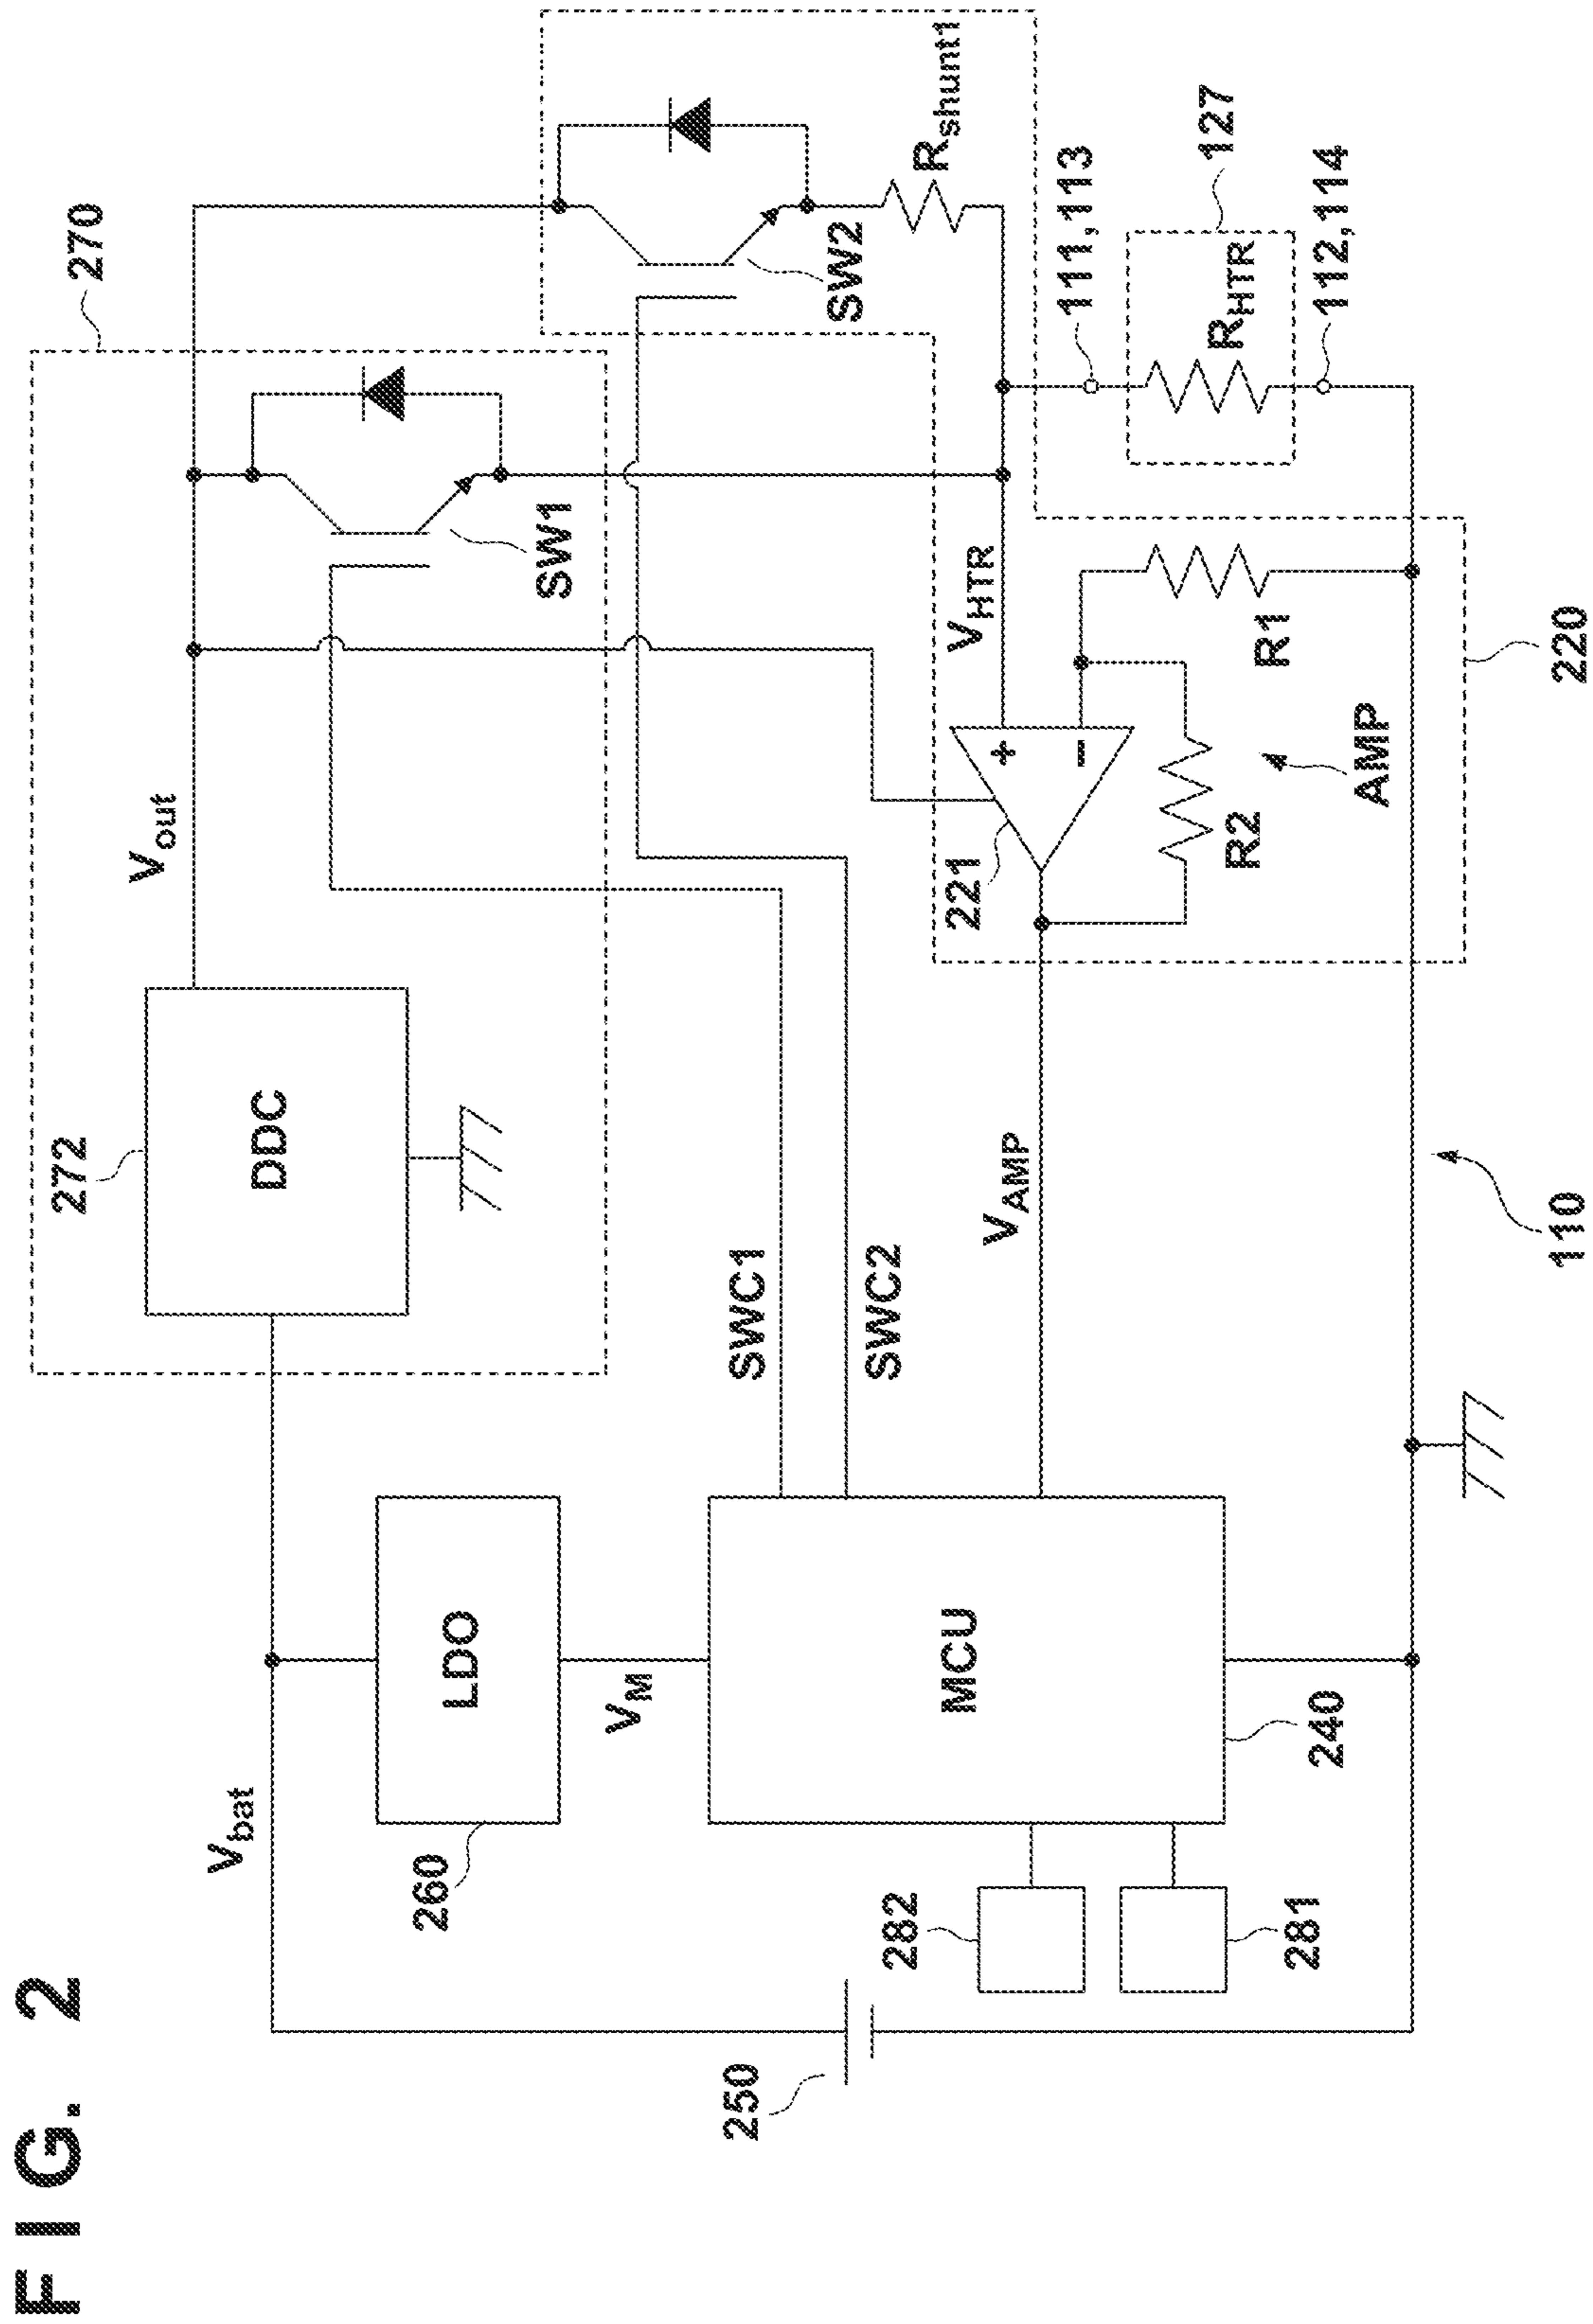 FIG. 2
270
272
DDC
Vout
SW1
SW2
Rshunt1
Vbat
LDO
260
VM
SWC1
SWC2
MCU
240
282
281
250
VAMP
221
VHTR
AMP
R1
R2
220
111,113
127
RHTR
112,114
110
+
−